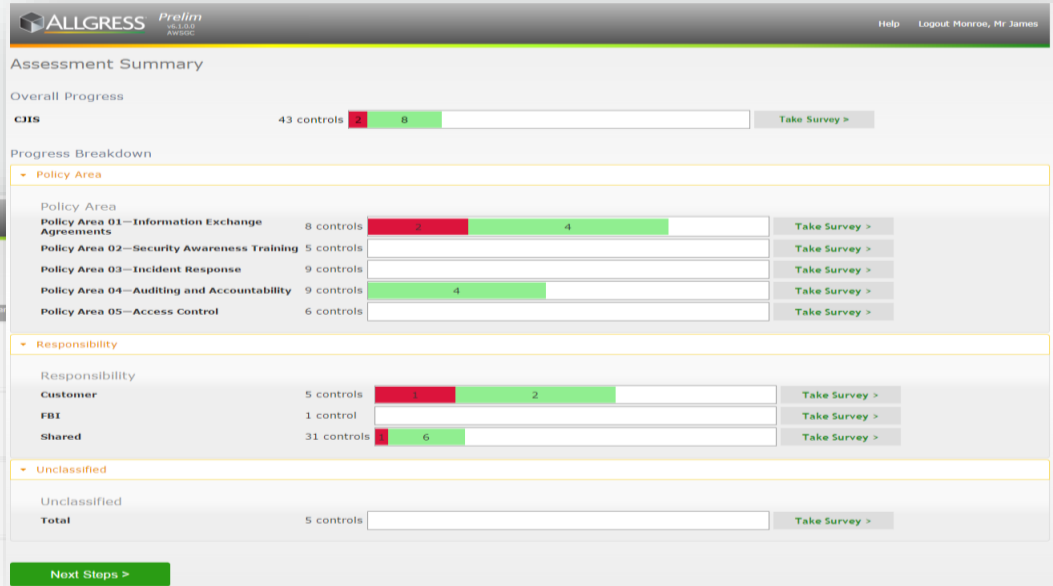 ALLGRESS Prelim
v6.1.0.0
AWSGC
Help Logout Monroe, Mr James
Assessment Summary
Overall Progress
CJIS 43 controls 2 8 Take Survey >
Progress Breakdown
Policy Area
Policy Area
Policy Area 01—Information Exchange
Agreements 8 controls 2 4 Take Survey >
Policy Area 02—Security Awareness Training 5 controls Take Survey >
Policy Area 03—Incident Response 9 controls Take Survey >
Policy Area 04—Auditing and Accountability 9 controls 4 Take Survey >
Policy Area 05—Access Control 6 controls Take Survey >
Responsibility
Responsibility
Customer 5 controls 1 2 Take Survey >
FBI 1 control Take Survey >
Shared 31 controls 1 6 Take Survey >
Unclassified
Unclassified
Total 5 controls Take Survey >
Next Steps >